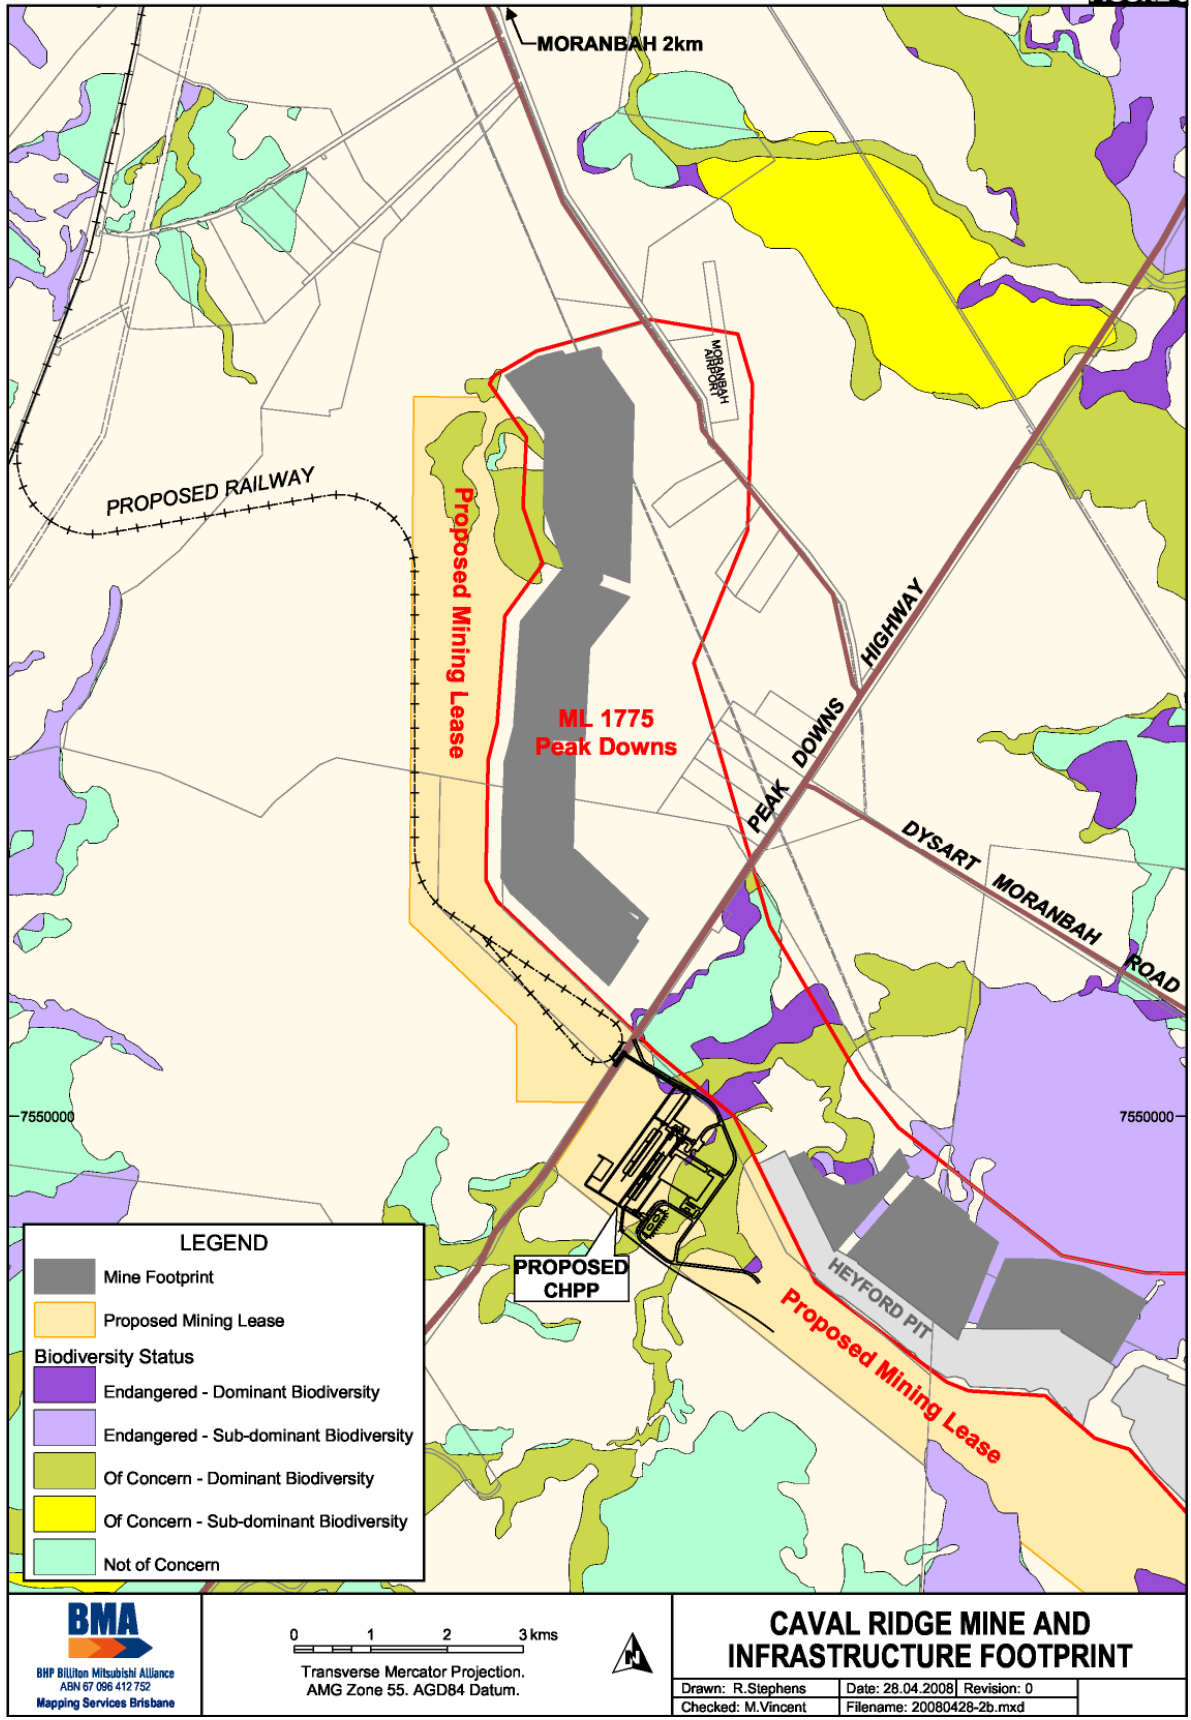 MORANBAH 2km
MORANBAH
AIRPORT
PROPOSED RAILWAY
Proposed Mining Lease
ML 1775
Peak Downs
PEAK DOWNS HIGHWAY
DYSART MORANBAH ROAD
7550000
7550000
PROPOSED
CHPP
HEYFORD PIT
Proposed Mining Lease
LEGEND
Mine Footprint
Proposed Mining Lease
Biodiversity Status
Endangered - Dominant Biodiversity
Endangered - Sub-dominant Biodiversity
Of Concern - Dominant Biodiversity
Of Concern - Sub-dominant Biodiversity
Not of Concern
BMA
BHP Billiton Mitsubishi Alliance
ABN 67 096 412 752
Mapping Services Brisbane
0 1 2 3 kms
Transverse Mercator Projection.
AMG Zone 55. AGD84 Datum.
N
CAVAL RIDGE MINE AND
INFRASTRUCTURE FOOTPRINT
Drawn: R.Stephens Date: 28.04.2008 Revision: 0
Checked: M.Vincent Filename: 20080428-2b.mxd